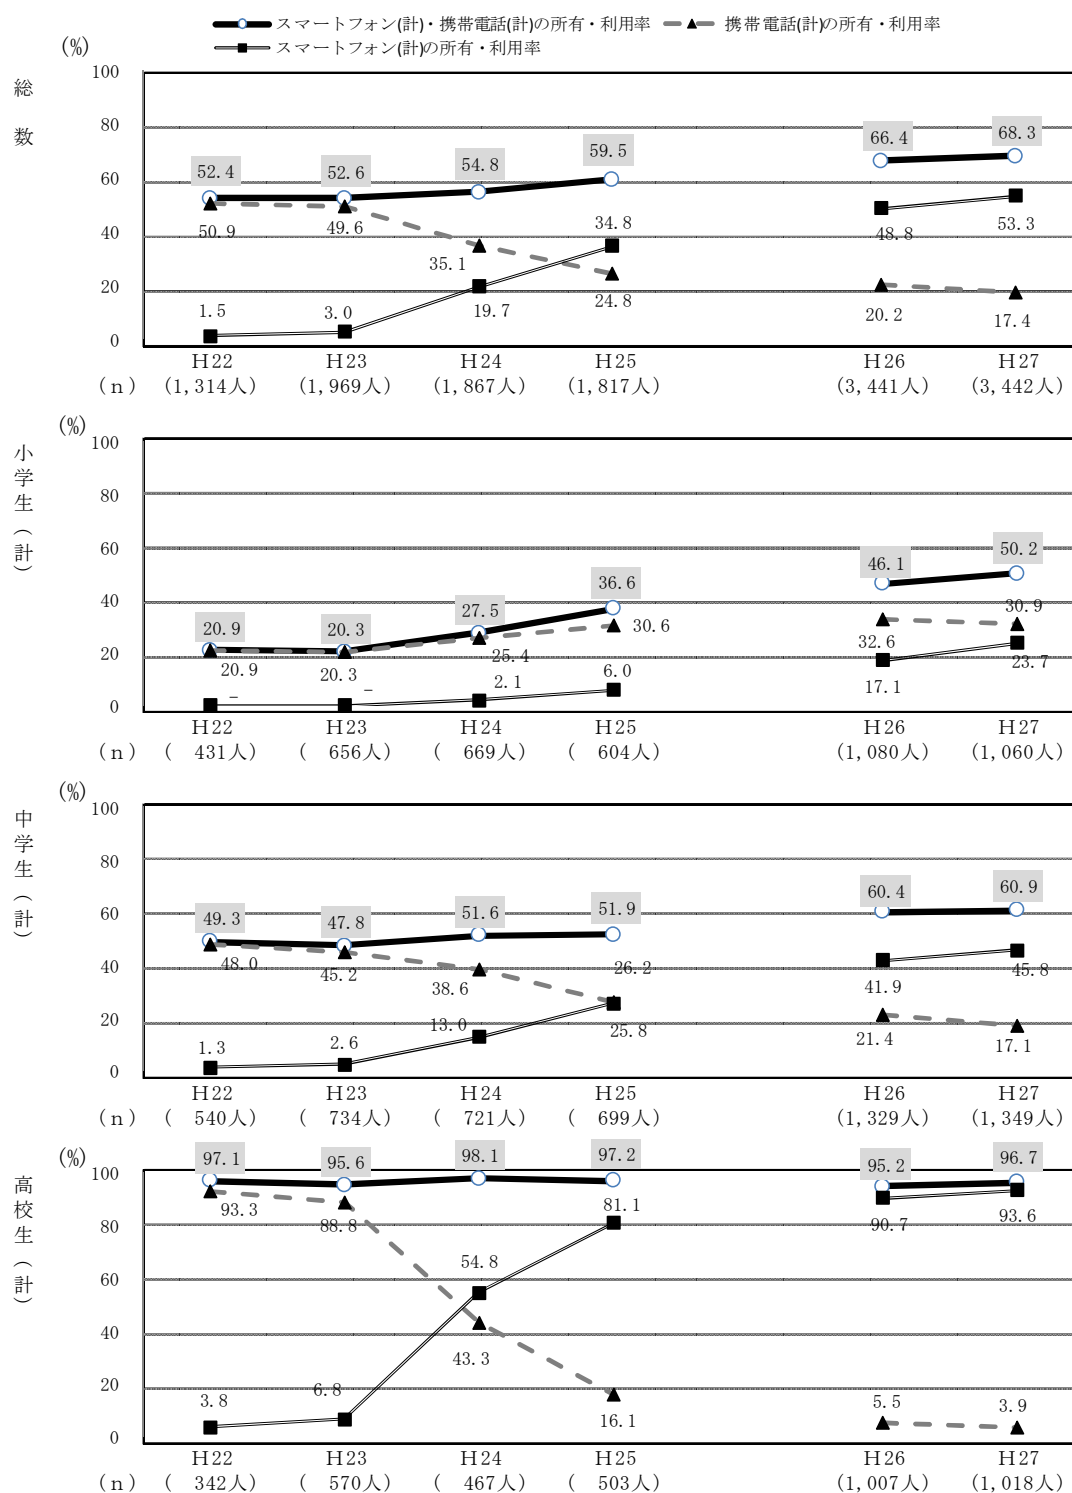 スマートフォン(計)・携帯電話(計)の所有・利用率 携帯電話(計)の所有・利用率
スマートフォン(計)の所有・利用率
(%)
総数
100
80
60
40
20
0
52.4 52.6 54.8 59.5 66.4 68.3
50.9 49.6 35.1 24.8 20.2 17.4
1.5 3.0 19.7 34.8 48.8 53.3
H22 H23 H24 H25 H26 H27
(n) (1,314人) (1,969人) (1,867人) (1,817人) (3,441人) (3,442人)
(%)
小学生(計)
100
80
60
40
20
0
20.9 20.3 27.5 36.6 46.1 50.2
20.9 20.3 25.4 30.6 32.6 30.9
– – 2.1 6.0 17.1 23.7
H22 H23 H24 H25 H26 H27
(n) ( 431人) ( 656人) ( 669人) ( 604人) (1,080人) (1,060人)
(%)
中学生(計)
100
80
60
40
20
0
49.3 47.8 51.6 51.9 60.4 60.9
48.0 45.2 38.6 26.2 21.4 17.1
1.3 2.6 13.0 25.8 41.9 45.8
H22 H23 H24 H25 H26 H27
(n) ( 540人) ( 734人) ( 721人) ( 699人) (1,329人) (1,349人)
(%)
高校生(計)
100
80
60
40
20
0
97.1 95.6 98.1 97.2 95.2 96.7
93.3 88.8 43.3 16.1 5.5 3.9
3.8 6.8 54.8 81.1 90.7 93.6
H22 H23 H24 H25 H26 H27
(n) ( 342人) ( 570人) ( 467人) ( 503人) (1,007人) (1,018人)